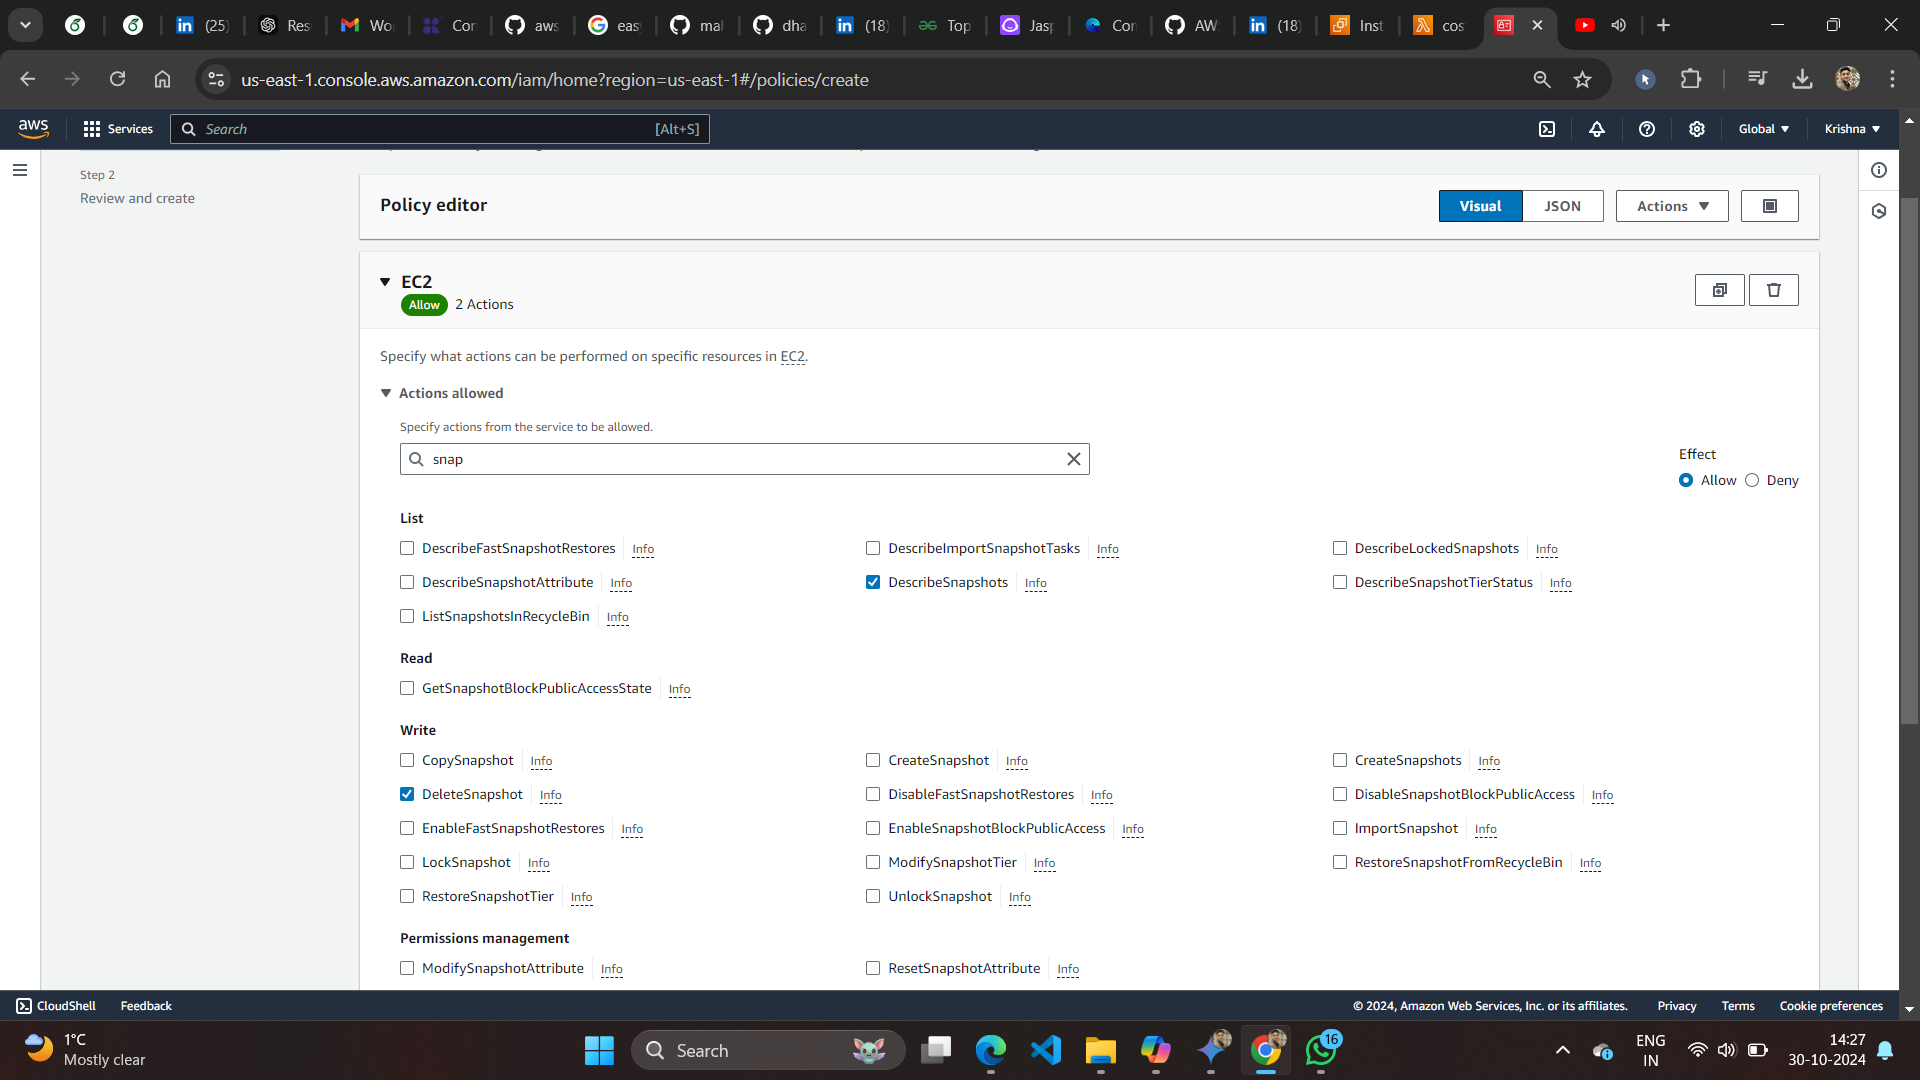 (25)
Res
Wo
Con
aws
easy
mal
dha
(18)
Top
Jasp
Con
AW
(18)
Inst
cos
us-east-1.console.aws.amazon.com/iam/home?region=us-east-1#/policies/create
aws
Services
Search
[Alt+S]
Global
Krishna
Step 2
Review and create
Policy editor
Visual
JSON
Actions
EC2
Allow
2 Actions
Specify what actions can be performed on specific resources in EC2.
Actions allowed
Specify actions from the service to be allowed.
snap
Effect
Allow
Deny
List
DescribeFastSnapshotRestores Info
DescribeImportSnapshotTasks Info
DescribeLockedSnapshots Info
DescribeSnapshotAttribute Info
DescribeSnapshots Info
DescribeSnapshotTierStatus Info
ListSnapshotsInRecycleBin Info
Read
GetSnapshotBlockPublicAccessState Info
Write
CopySnapshot Info
CreateSnapshot Info
CreateSnapshots Info
DeleteSnapshot Info
DisableFastSnapshotRestores Info
DisableSnapshotBlockPublicAccess Info
EnableFastSnapshotRestores Info
EnableSnapshotBlockPublicAccess Info
ImportSnapshot Info
LockSnapshot Info
ModifySnapshotTier Info
RestoreSnapshotFromRecycleBin Info
RestoreSnapshotTier Info
UnlockSnapshot Info
Permissions management
ModifySnapshotAttribute Info
ResetSnapshotAttribute Info
CloudShell
Feedback
© 2024, Amazon Web Services, Inc. or its affiliates.
Privacy
Terms
Cookie preferences
1°C
Mostly clear
Search
16
ENG
IN
14:27
30-10-2024